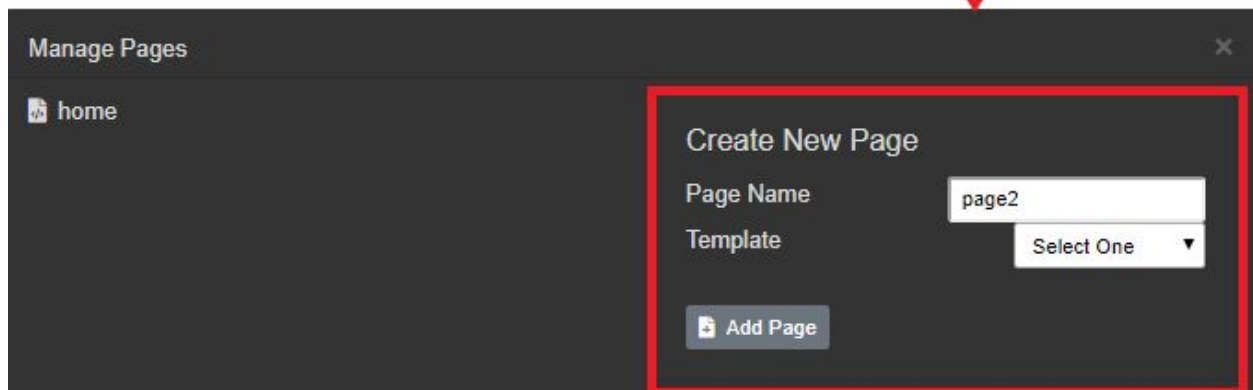 Manage Pages
home
Create New Page
Page Name
page2
Template
Select One
Add Page